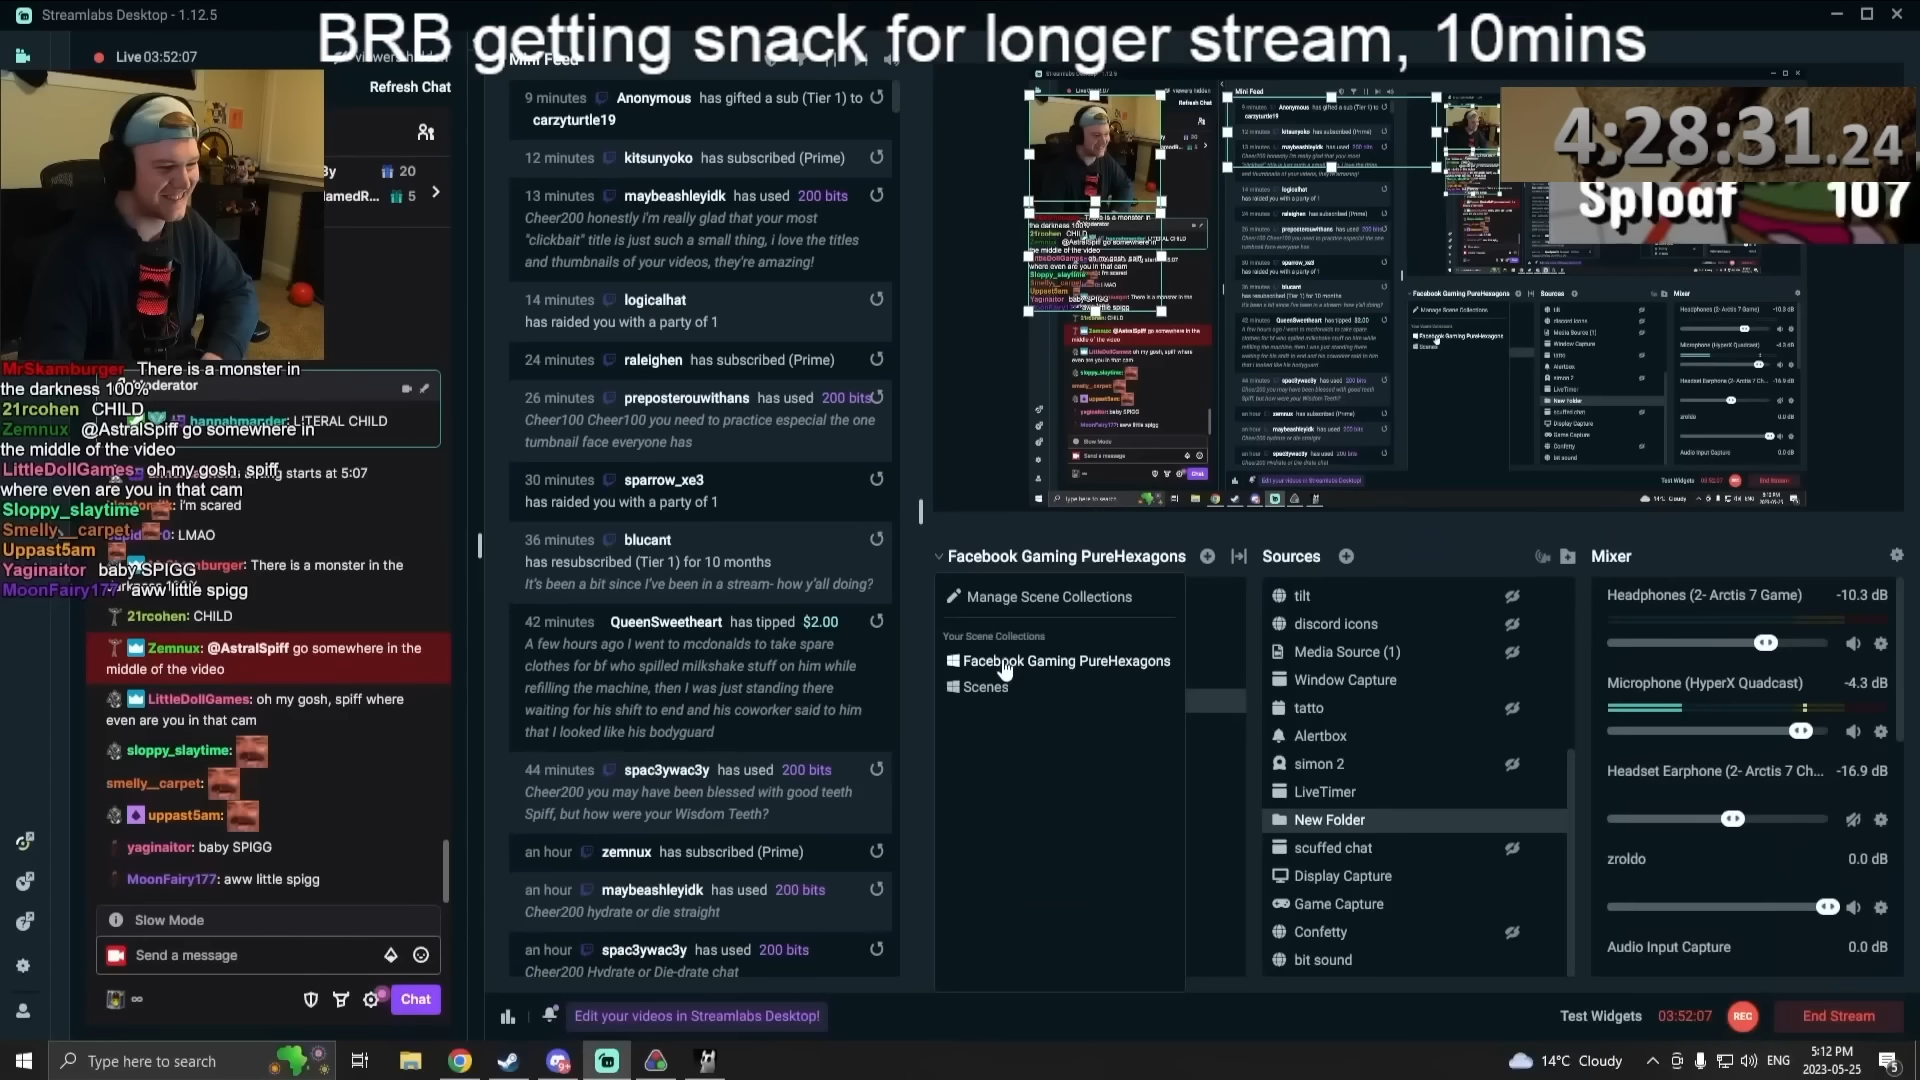 Streamlabs Desktop - 1.12.5
BRB getting snack for longer stream, 10mins
Live 03:52:07
Refresh Chat
20
lamedR... 5
MrSkamburger There is a monster in
the darkness 100%
21rcohen CHILD
Zemnux @AstralSpiff go somewhere in
the middle of the video
LittleDollGames oh my gosh, spiff
where even are you in that cam
Sloppy_slaytime
Smelly__carpet
Uppast5am
Yaginaitor baby SPIGG
MoonFairy177 aww little spigg
hannahmarder: LITERAL CHILD
starts at 5:07
i'm scared
LMAO
There is a monster in the
21rcohen: CHILD
Zemnux: @AstralSpiff go somewhere in the
middle of the video
LittleDollGames: oh my gosh, spiff where
even are you in that cam
sloppy_slaytime:
smelly__carpet:
uppast5am:
yaginaitor: baby SPIGG
MoonFairy177: aww little spigg
Slow Mode
Send a message
Chat
Mini Feed
9 minutes Anonymous has gifted a sub (Tier 1) to
carzyturtle19
12 minutes kitsunyoko has subscribed (Prime)
13 minutes maybeashleyidk has used 200 bits
Cheer200 honestly i'm really glad that your most
"clickbait" title is just such a small thing, i love the titles
and thumbnails of your videos, they're amazing!
14 minutes logicalhat
has raided you with a party of 1
24 minutes raleighen has subscribed (Prime)
26 minutes preposterouwithans has used 200 bits
Cheer100 Cheer100 you need to practice especial the one
tumbnail face everyone has
30 minutes sparrow_xe3
has raided you with a party of 1
36 minutes blucant
has resubscribed (Tier 1) for 10 months
It's been a bit since I've been in a stream- how y'all doing?
42 minutes QueenSweetheart has tipped $2.00
A few hours ago I went to mcdonalds to take spare
clothes for bf who spilled milkshake stuff on him while
refilling the machine, then I was just standing there
waiting for his shift to end and his coworker said to him
that I looked like his bodyguard
44 minutes spac3ywac3y has used 200 bits
Cheer200 you may have been blessed with good teeth
Spiff, but how were your Wisdom Teeth?
an hour zemnux has subscribed (Prime)
an hour maybeashleyidk has used 200 bits
Cheer200 hydrate or die straight
an hour spac3ywac3y has used 200 bits
Cheer200 Hydrate or Die-drate chat
Edit your videos in Streamlabs Desktop!
4:28:31.24
Sploaf 107
Facebook Gaming PureHexagons
Manage Scene Collections
Your Scene Collections
Facebook Gaming PureHexagons
Scenes
Sources
tilt
discord icons
Media Source (1)
Window Capture
tatto
Alertbox
simon 2
LiveTimer
New Folder
scuffed chat
Display Capture
Game Capture
Confetty
bit sound
Mixer
Headphones (2- Arctis 7 Game) -10.3 dB
Microphone (HyperX Quadcast) -4.3 dB
Headset Earphone (2- Arctis 7 Ch... -16.9 dB
zroldo 0.0 dB
Audio Input Capture 0.0 dB
Test Widgets 03:52:07 REC End Stream
Type here to search
14°C Cloudy
ENG
5:12 PM
2023-05-25
5